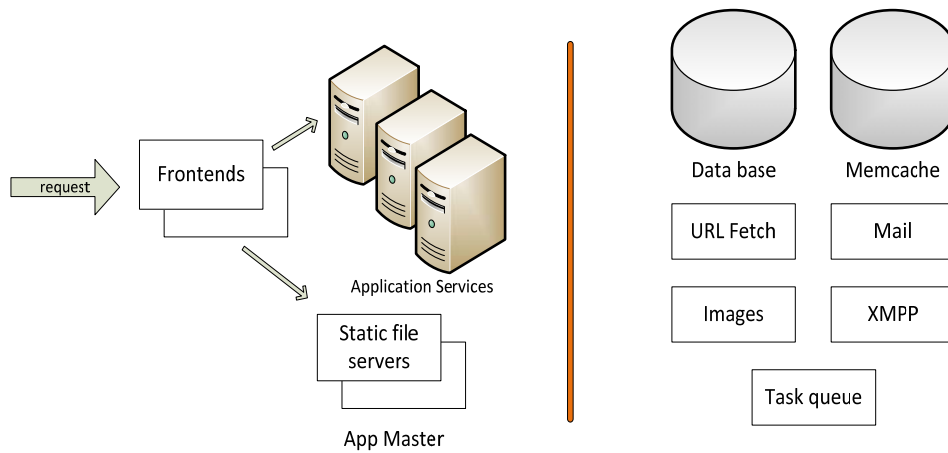 request
Frontends
Application Services
Static file
servers
App Master
Data base
Memcache
URL Fetch
Mail
Images
XMPP
Task queue